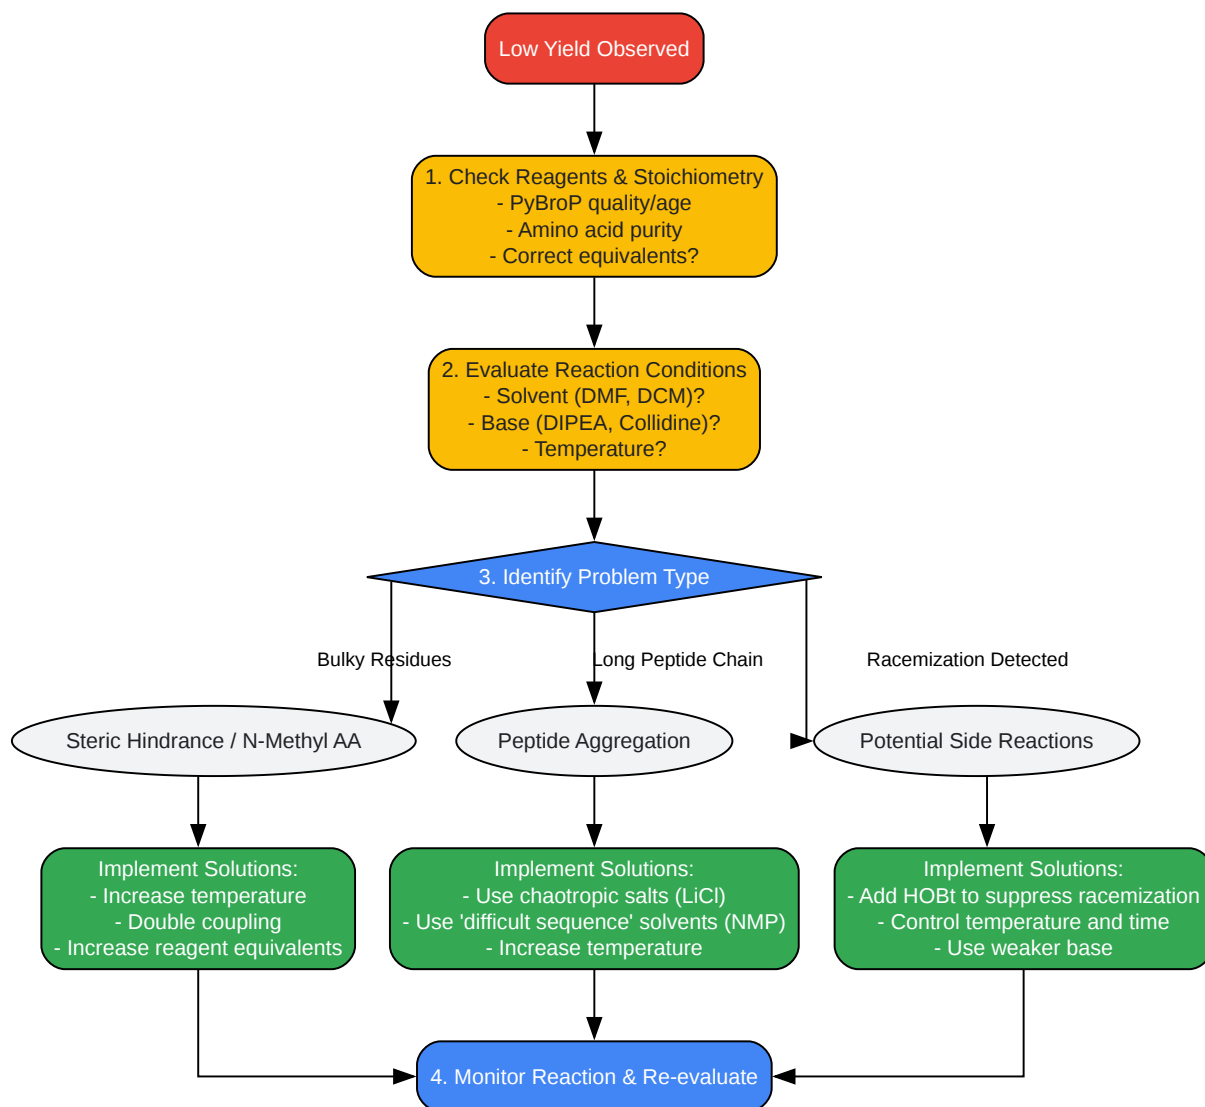 Low Yield Observed
1. Check Reagents & Stoichiometry
- PyBroP quality/age
- Amino acid purity
- Correct equivalents?
2. Evaluate Reaction Conditions
- Solvent (DMF, DCM)?
- Base (DIPEA, Collidine)?
- Temperature?
3. Identify Problem Type
Bulky Residues
Long Peptide Chain
Racemization Detected
Steric Hindrance / N-Methyl AA
Peptide Aggregation
Potential Side Reactions
Implement Solutions:
- Increase temperature
- Double coupling
- Increase reagent equivalents
Implement Solutions:
- Use chaotropic salts (LiCl)
- Use 'difficult sequence' solvents (NMP)
- Increase temperature
Implement Solutions:
- Add HOBt to suppress racemization
- Control temperature and time
- Use weaker base
4. Monitor Reaction & Re-evaluate